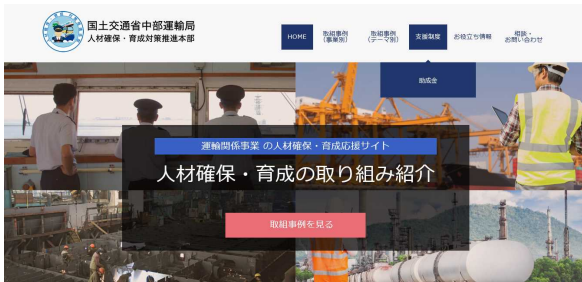 国土交通省中部運輸局
人材確保・育成対策推進本部
HOME
取組事例
(事業別)
取組事例
(テーマ別)
支援制度
お役立ち情報
相談・
お問い合わせ
助成金
運輸関係事業 の人材確保・育成応援サイト
人材確保・育成の取り組み紹介
取組事例を見る